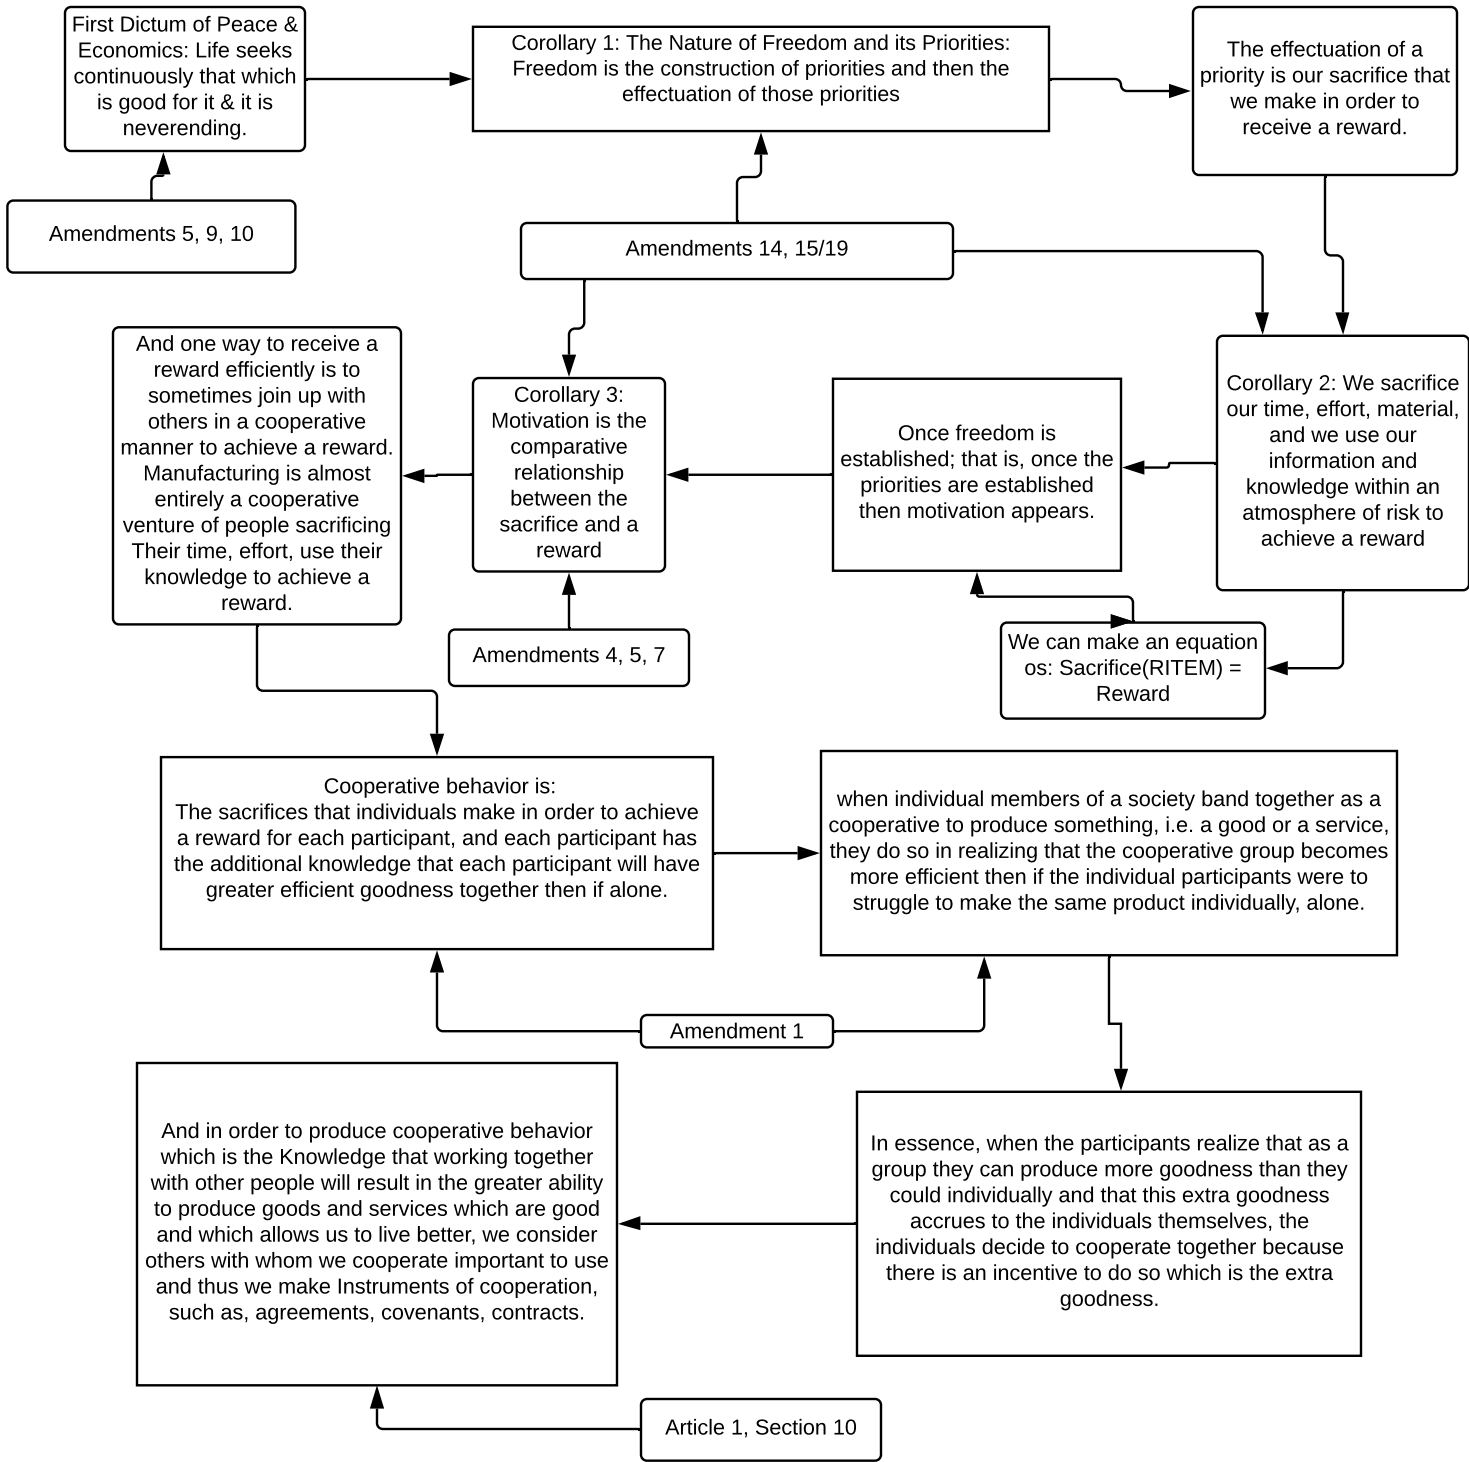 First Dictum of Peace &
Economics: Life seeks
continuously that which
is good for it & it is
neverending.
Corollary 1: The Nature of Freedom and its Priorities:
Freedom is the construction of priorities and then the
effectuation of those priorities
The effectuation of a
priority is our sacrifice that
we make in order to
receive a reward.
Amendments 5, 9, 10
Amendments 14, 15/19
And one way to receive a
reward efficiently is to
sometimes join up with
others in a cooperative
manner to achieve a reward.
Manufacturing is almost
entirely a cooperative
venture of people sacrificing
Their time, effort, use their
knowledge to achieve a
reward.
Corollary 3:
Motivation is the
comparative
relationship
between the
sacrifice and a
reward
Once freedom is
established; that is, once the
priorities are established
then motivation appears.
Corollary 2: We sacrifice
our time, effort, material,
and we use our
information and
knowledge within an
atmosphere of risk to
achieve a reward
Amendments 4, 5, 7
We can make an equation
os: Sacrifice(RITEM) =
Reward
Cooperative behavior is:
The sacrifices that individuals make in order to achieve
a reward for each participant, and each participant has
the additional knowledge that each participant will have
greater efficient goodness together then if alone.
when individual members of a society band together as a
cooperative to produce something, i.e. a good or a service,
they do so in realizing that the cooperative group becomes
more efficient then if the individual participants were to
struggle to make the same product individually, alone.
Amendment 1
And in order to produce cooperative behavior
which is the Knowledge that working together
with other people will result in the greater ability
to produce goods and services which are good
and which allows us to live better, we consider
others with whom we cooperate important to use
and thus we make Instruments of cooperation,
such as, agreements, covenants, contracts.
In essence, when the participants realize that as a
group they can produce more goodness than they
could individually and that this extra goodness
accrues to the individuals themselves, the
individuals decide to cooperate together because
there is an incentive to do so which is the extra
goodness.
Article 1, Section 10